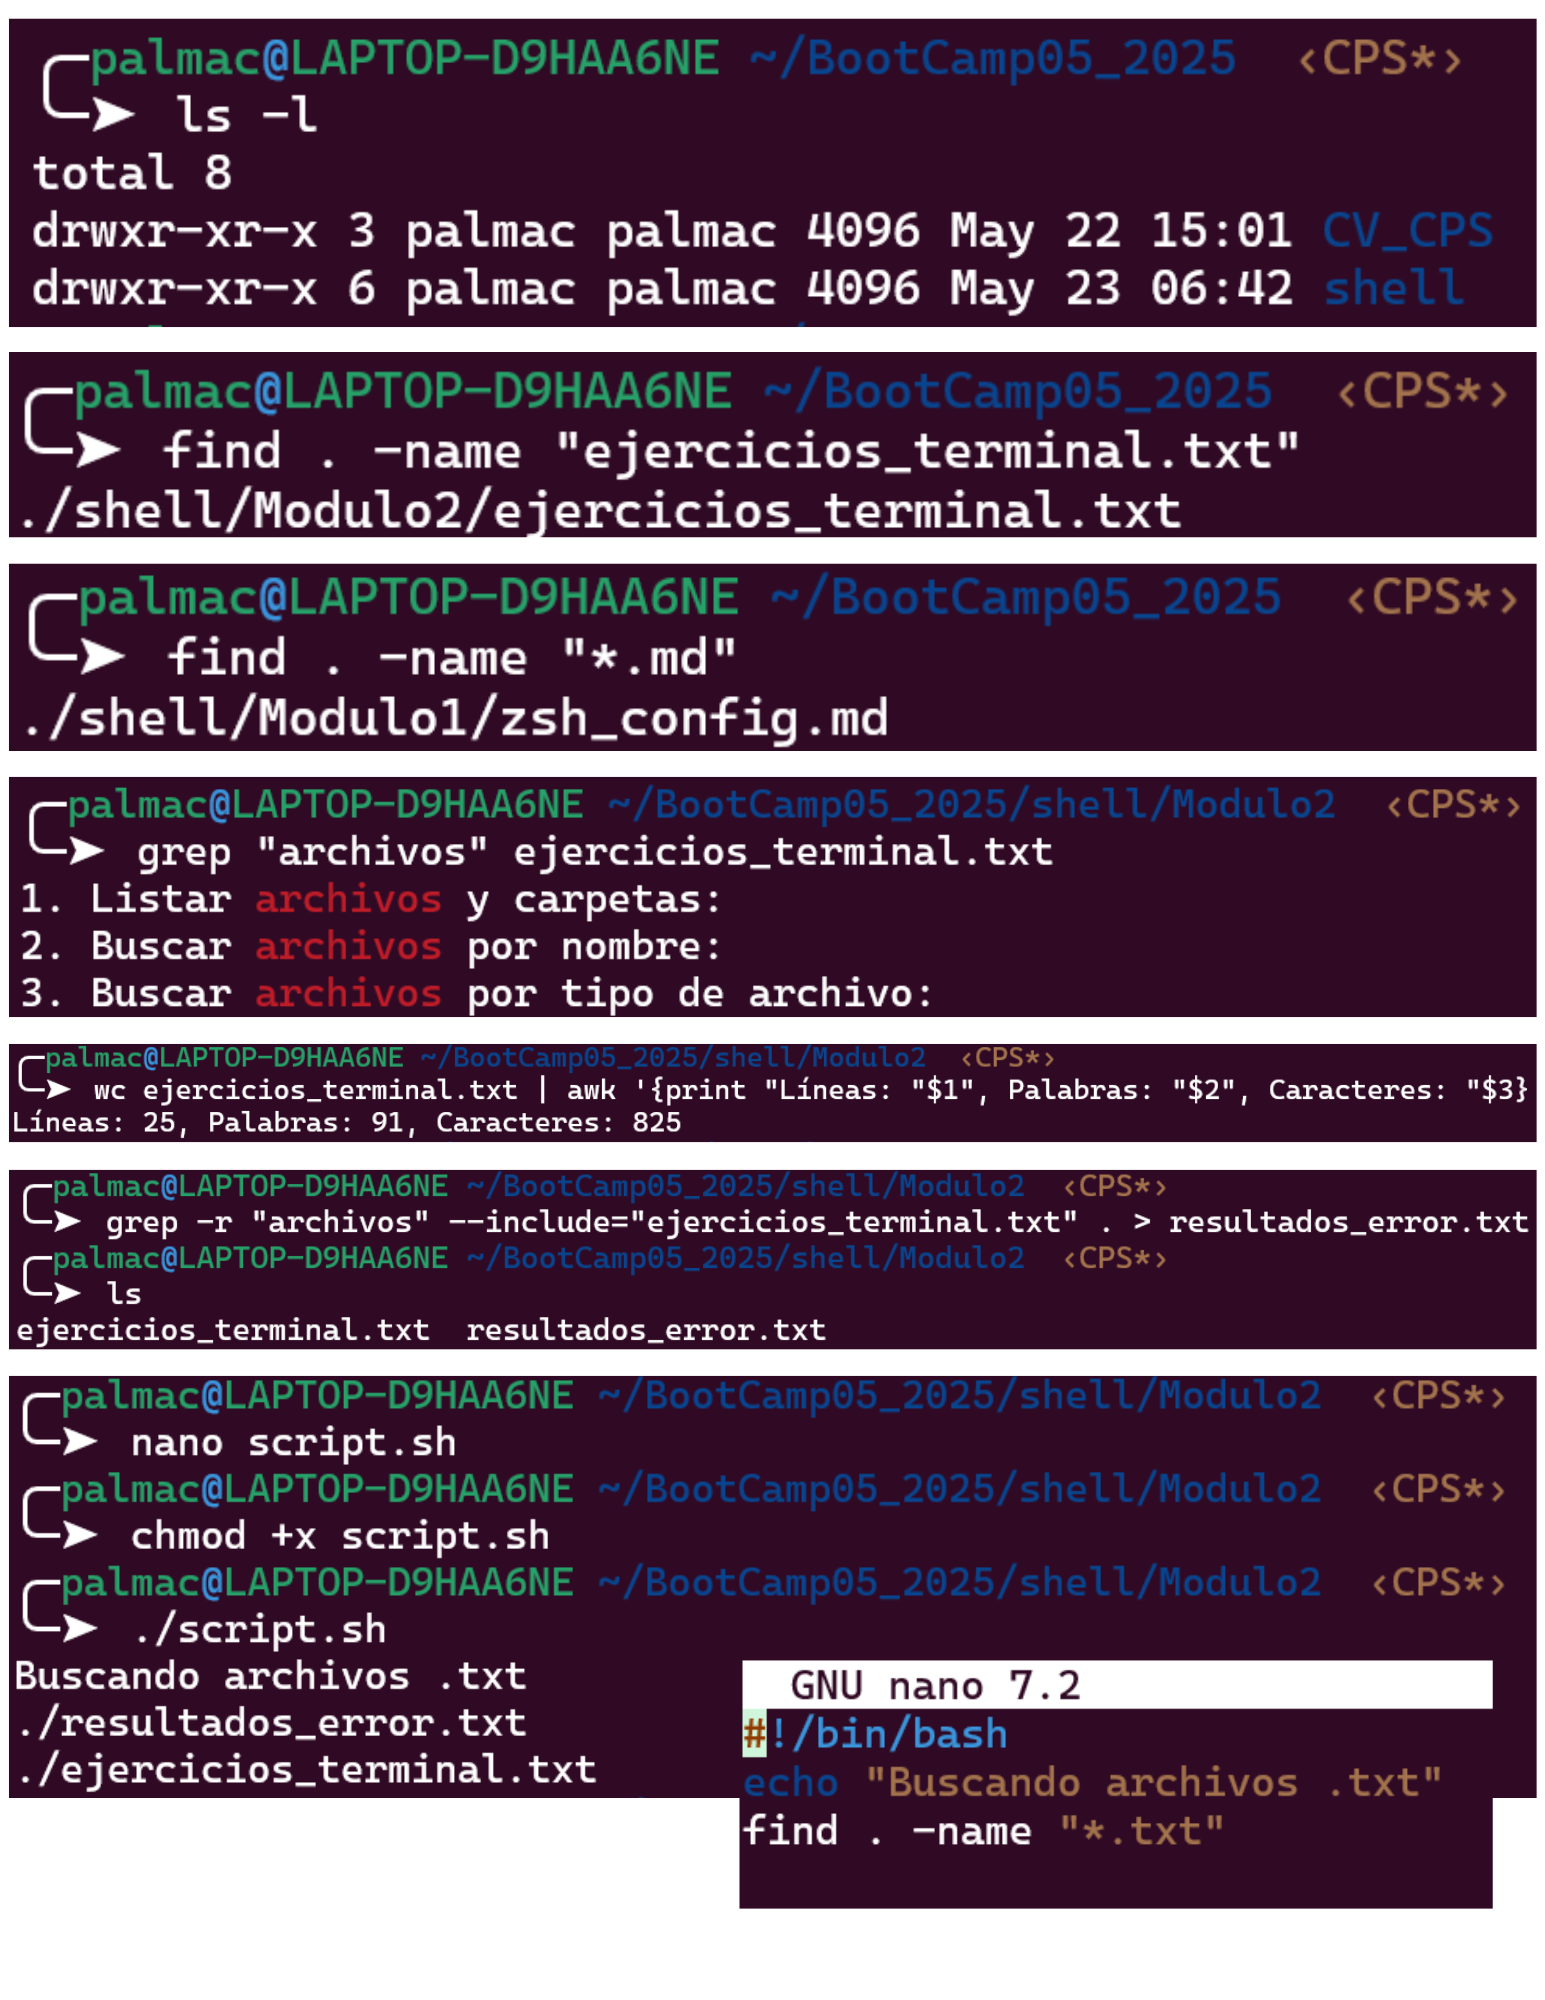 palmac@LAPTOP-D9HAA6NE ~/BootCamp05_2025 ‹CPS*›
ls -l
total 8
drwxr-xr-x 3 palmac palmac 4096 May 22 15:01 CV_CPS
drwxr-xr-x 6 palmac palmac 4096 May 23 06:42 shell
palmac@LAPTOP-D9HAA6NE ~/BootCamp05_2025 ‹CPS*›
find . -name "ejercicios_terminal.txt"
./shell/Modulo2/ejercicios_terminal.txt
palmac@LAPTOP-D9HAA6NE ~/BootCamp05_2025 ‹CPS*›
find . -name "*.md"
./shell/Modulo1/zsh_config.md
palmac@LAPTOP-D9HAA6NE ~/BootCamp05_2025/shell/Modulo2 ‹CPS*›
grep "archivos" ejercicios_terminal.txt
1. Listar archivos y carpetas:
2. Buscar archivos por nombre:
3. Buscar archivos por tipo de archivo:
palmac@LAPTOP-D9HAA6NE ~/BootCamp05_2025/shell/Modulo2 ‹CPS*›
wc ejercicios_terminal.txt | awk '{print "Líneas: "$1", Palabras: "$2", Caracteres: "$3}
Líneas: 25, Palabras: 91, Caracteres: 825
palmac@LAPTOP-D9HAA6NE ~/BootCamp05_2025/shell/Modulo2 ‹CPS*›
grep -r "archivos" --include="ejercicios_terminal.txt" . > resultados_error.txt
palmac@LAPTOP-D9HAA6NE ~/BootCamp05_2025/shell/Modulo2 ‹CPS*›
ls
ejercicios_terminal.txt resultados_error.txt
palmac@LAPTOP-D9HAA6NE ~/BootCamp05_2025/shell/Modulo2 ‹CPS*›
nano script.sh
palmac@LAPTOP-D9HAA6NE ~/BootCamp05_2025/shell/Modulo2 ‹CPS*›
chmod +x script.sh
palmac@LAPTOP-D9HAA6NE ~/BootCamp05_2025/shell/Modulo2 ‹CPS*›
./script.sh
Buscando archivos .txt
./resultados_error.txt
./ejercicios_terminal.txt
GNU nano 7.2
#!/bin/bash
echo "Buscando archivos .txt"
find . -name "*.txt"